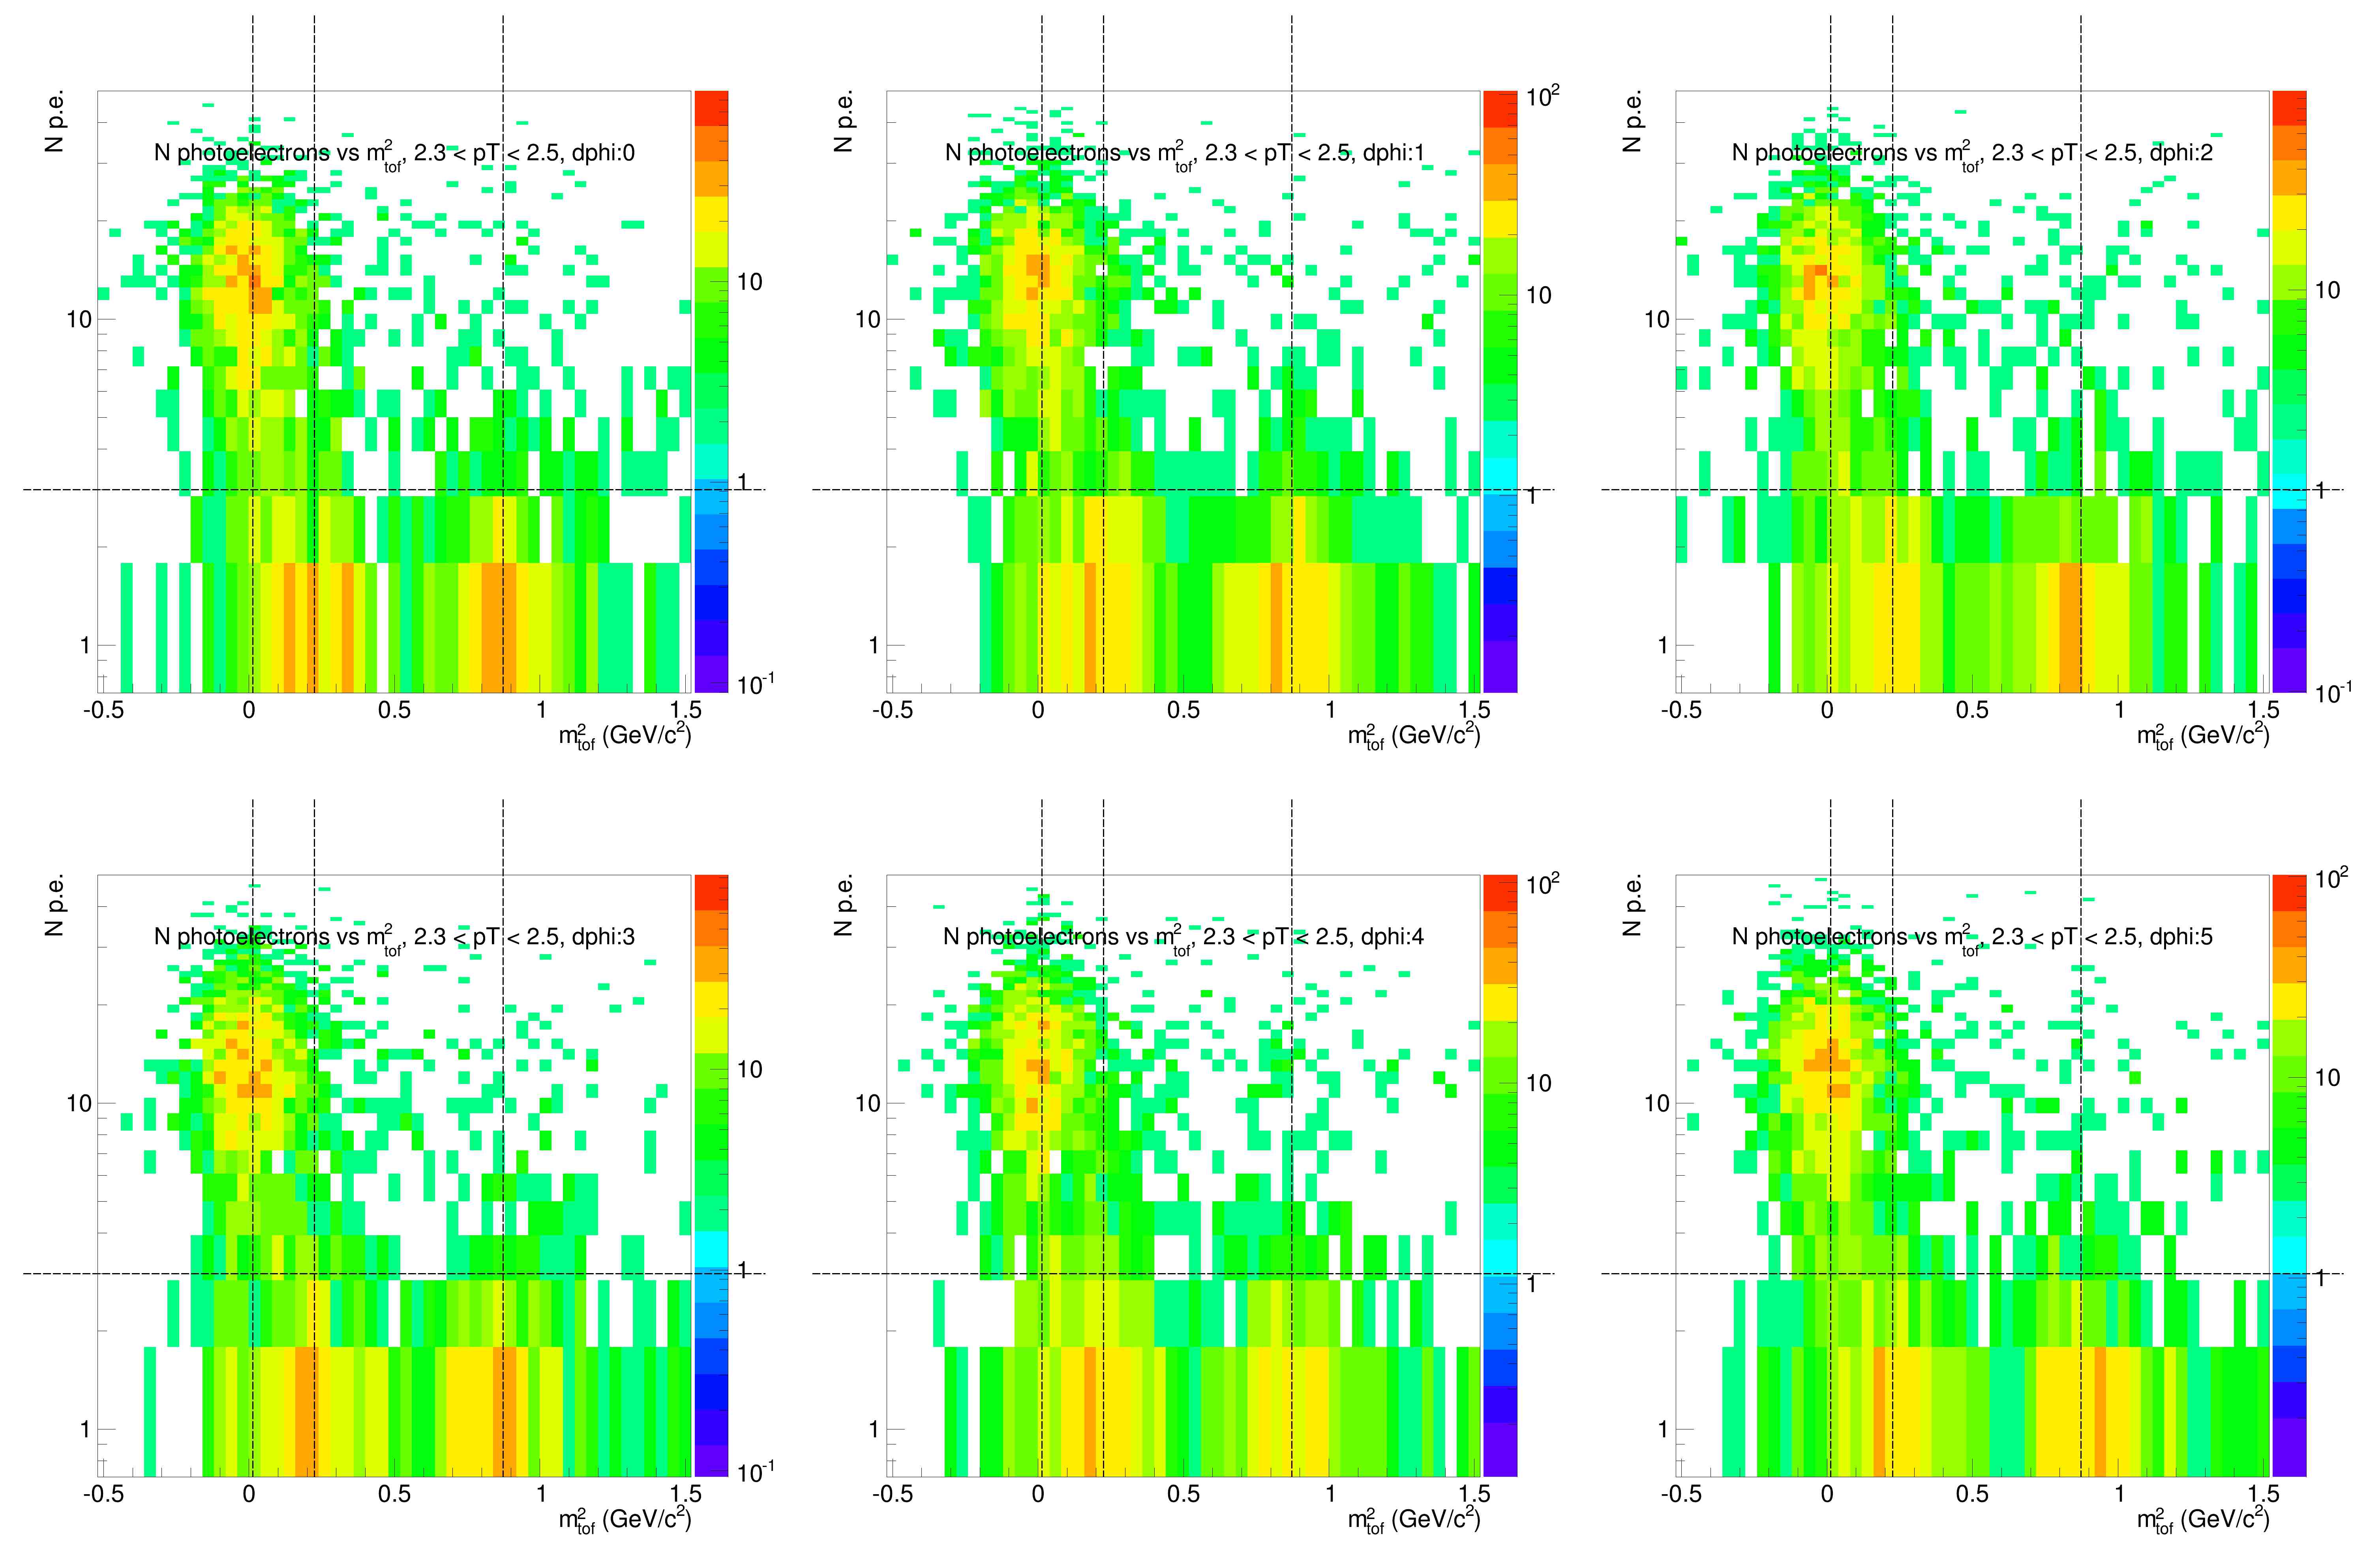 N p.e.
N photoelectrons vs m²tof, 2.3 < pT < 2.5, dphi:0
10
1
-0.5 0 0.5 1 1.5
m²tof (GeV/c²)
10
1
10⁻¹
N p.e.
N photoelectrons vs m²tof, 2.3 < pT < 2.5, dphi:1
10
1
-0.5 0 0.5 1 1.5
m²tof (GeV/c²)
10²
10
1
N p.e.
N photoelectrons vs m²tof, 2.3 < pT < 2.5, dphi:2
10
1
-0.5 0 0.5 1 1.5
m²tof (GeV/c²)
10
1
10⁻¹
N p.e.
N photoelectrons vs m²tof, 2.3 < pT < 2.5, dphi:3
10
1
-0.5 0 0.5 1 1.5
m²tof (GeV/c²)
10
1
10⁻¹
N p.e.
N photoelectrons vs m²tof, 2.3 < pT < 2.5, dphi:4
10
1
-0.5 0 0.5 1 1.5
m²tof (GeV/c²)
10²
10
1
N p.e.
N photoelectrons vs m²tof, 2.3 < pT < 2.5, dphi:5
10
1
-0.5 0 0.5 1 1.5
m²tof (GeV/c²)
10²
10
1